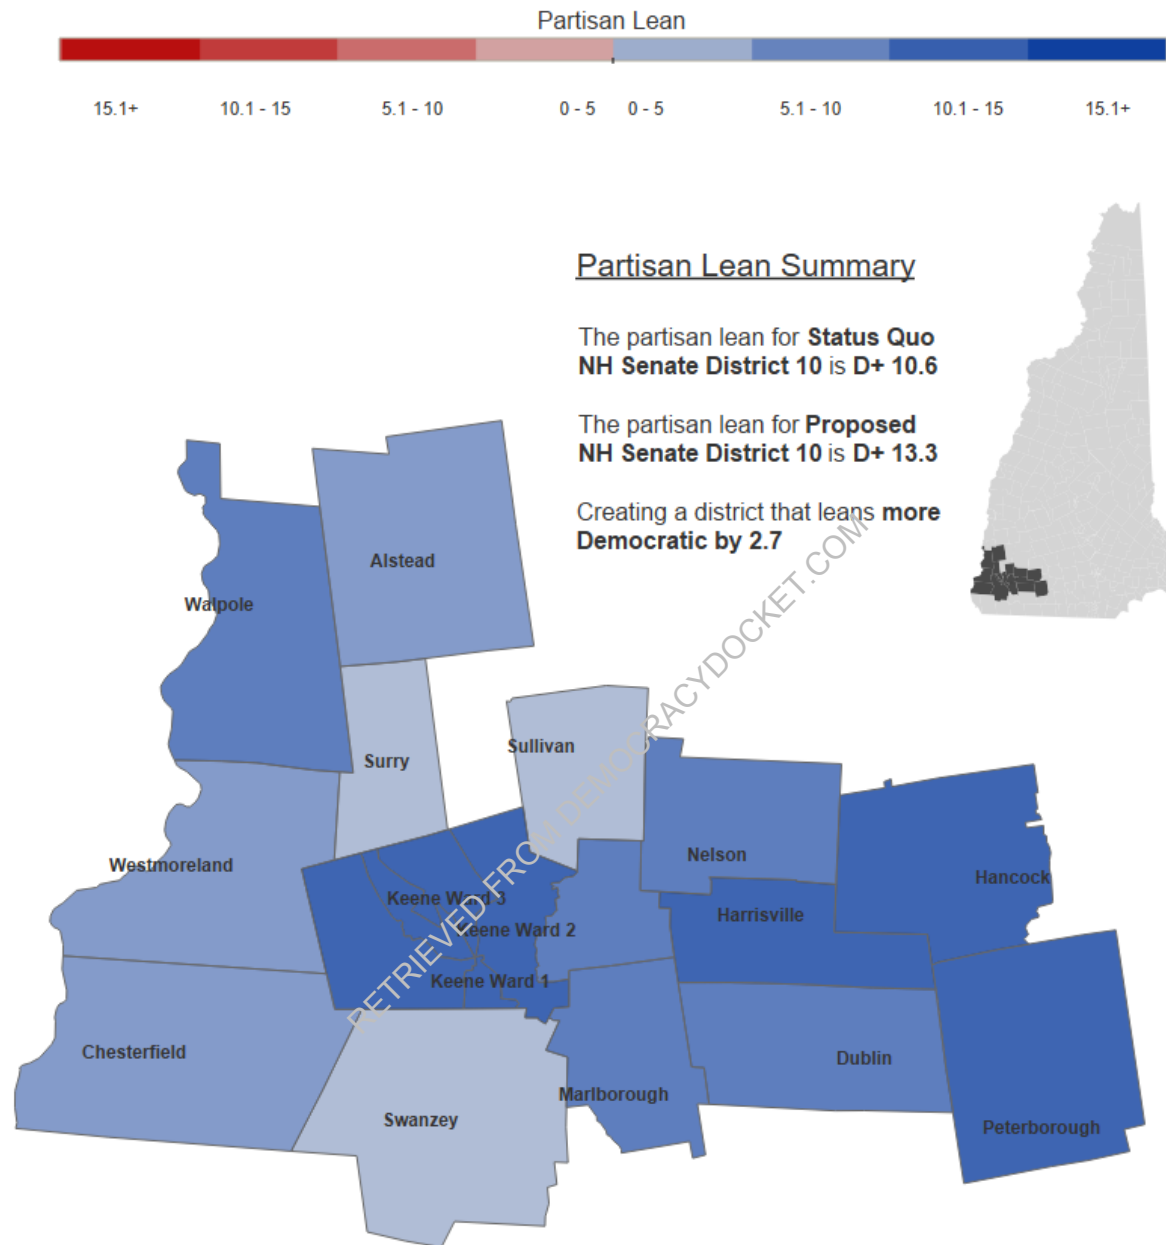 Partisan Lean
15.1+ 10.1 - 15 5.1 - 10 0 - 5 0 - 5 5.1 - 10 10.1 - 15 15.1+
Partisan Lean Summary
The partisan lean for Status Quo
NH Senate District 10 is D+ 10.6
The partisan lean for Proposed
NH Senate District 10 is D+ 13.3
Creating a district that leans more
Democratic by 2.7
Alstead
Walpole
Sullivan
Surry
Nelson
Westmoreland
Hancock
Keene Ward 3
Harrisville
Keene Ward 2
Keene Ward 1
Chesterfield
Dublin
Marlborough
Swanzey
Peterborough
RETRIEVED FROM DEMOCRACYDOCKET.COM